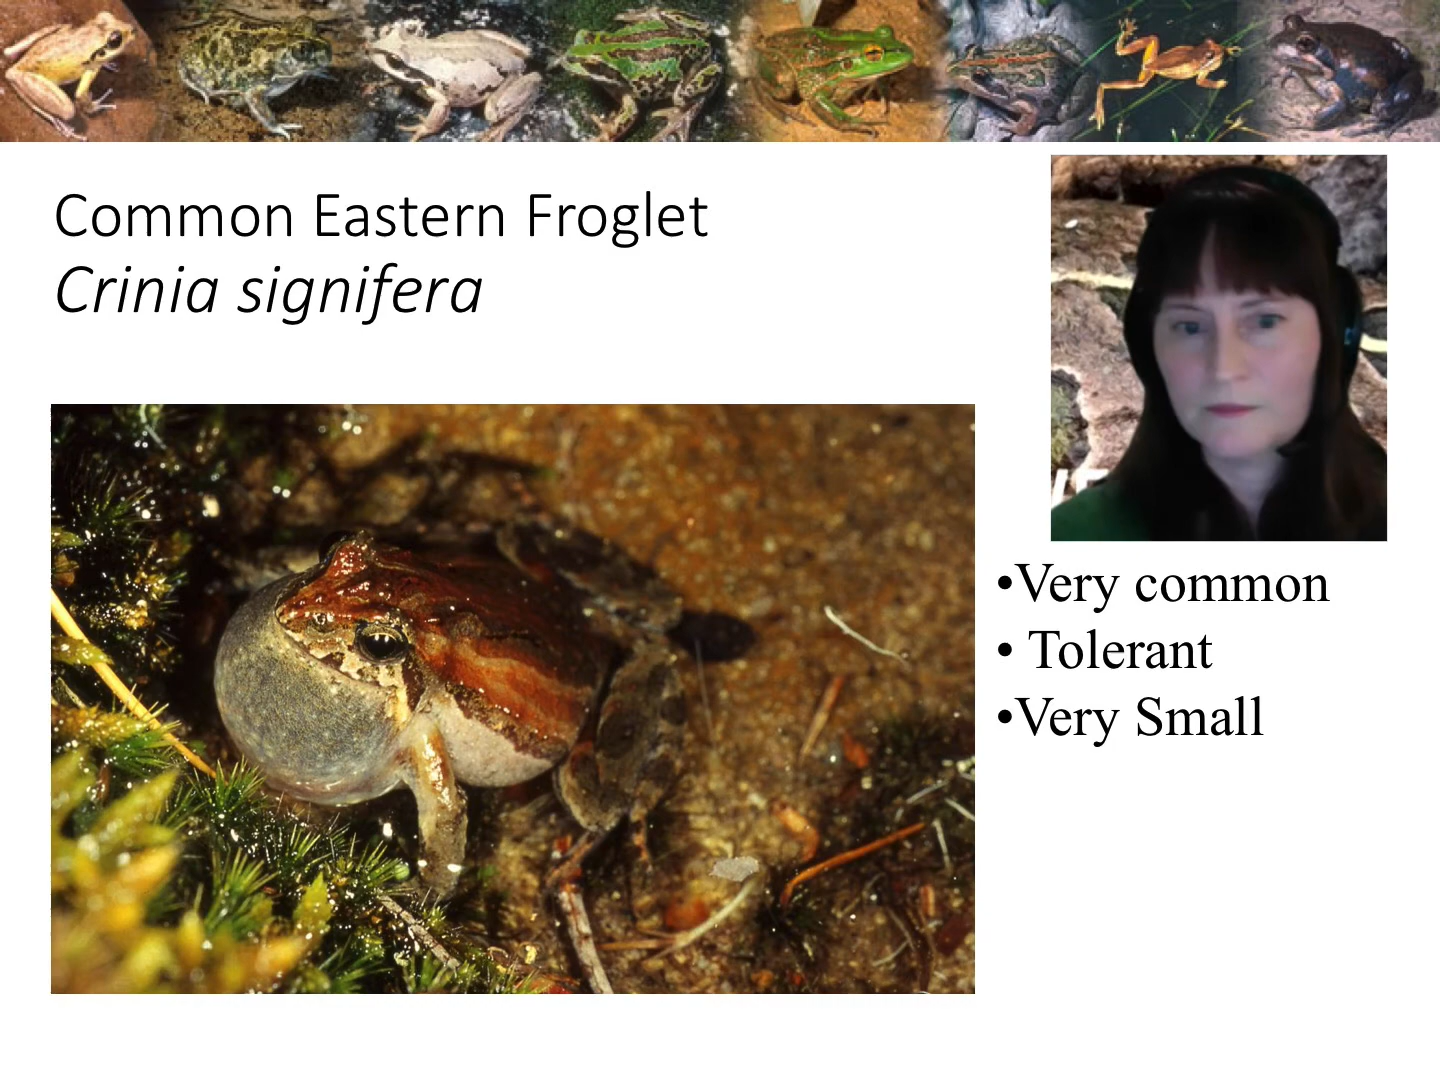 Common Eastern Froglet
Crinia signifera
•Very common
• Tolerant
•Very Small